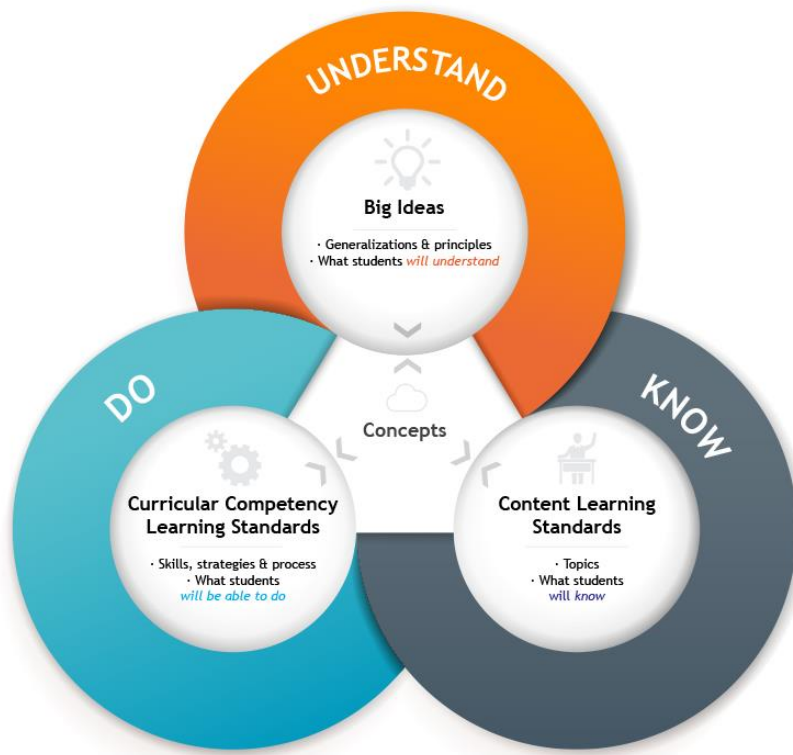 UNDERSTAND
Big Ideas
· Generalizations & principles
· What students will understand
DO
KNOW
Concepts
Curricular Competency
Learning Standards
· Skills, strategies & process
· What students
will be able to do
Content Learning
Standards
· Topics
· What students
will know